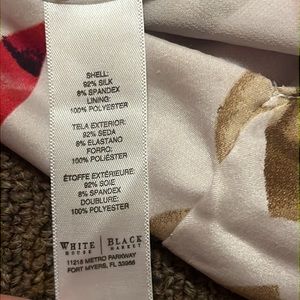 SHELL:
92% SILK
8% SPANDEX
LINING:
100% POLYESTER
TELA EXTERIOR:
92% SEDA
8% ELASTANO
FORRO:
100% POLIÉSTER
ÉTOFFE EXTÉRIEURE:
92% SOIE
8% SPANDEX
DOUBLURE:
100% POLYESTER
WHITE | BLACK
HOUSE | MARKET
11215 METRO PARKWAY
FORT MYERS, FL 33966